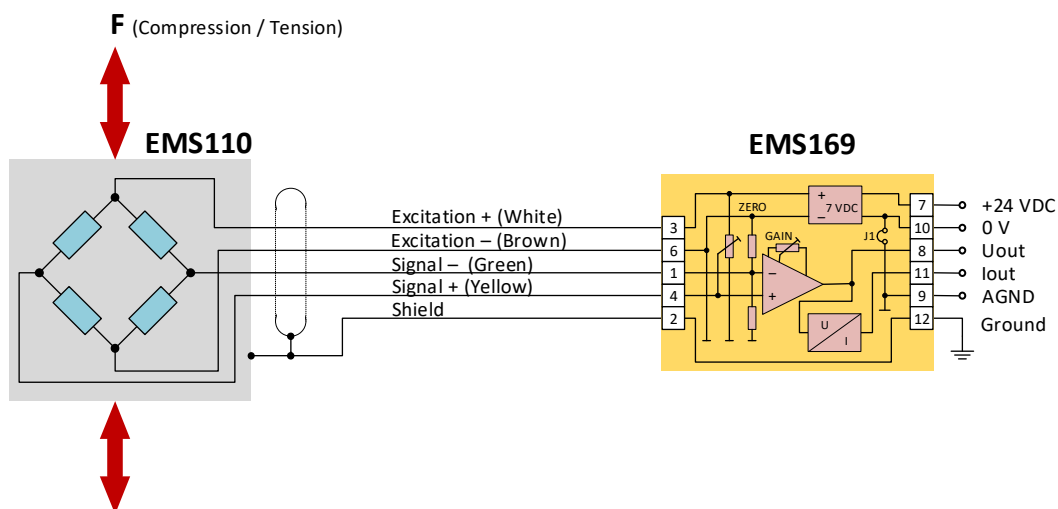 F (Compression / Tension)
EMS110
EMS169
Excitation + (White)
Excitation – (Brown)
Signal – (Green)
Signal + (Yellow)
Shield
3
6
1
4
2
ZERO
GAIN
+
–
7 VDC
–
+
U
I
J1
7
10
8
11
9
12
+24 VDC
0 V
Uout
Iout
AGND
Ground